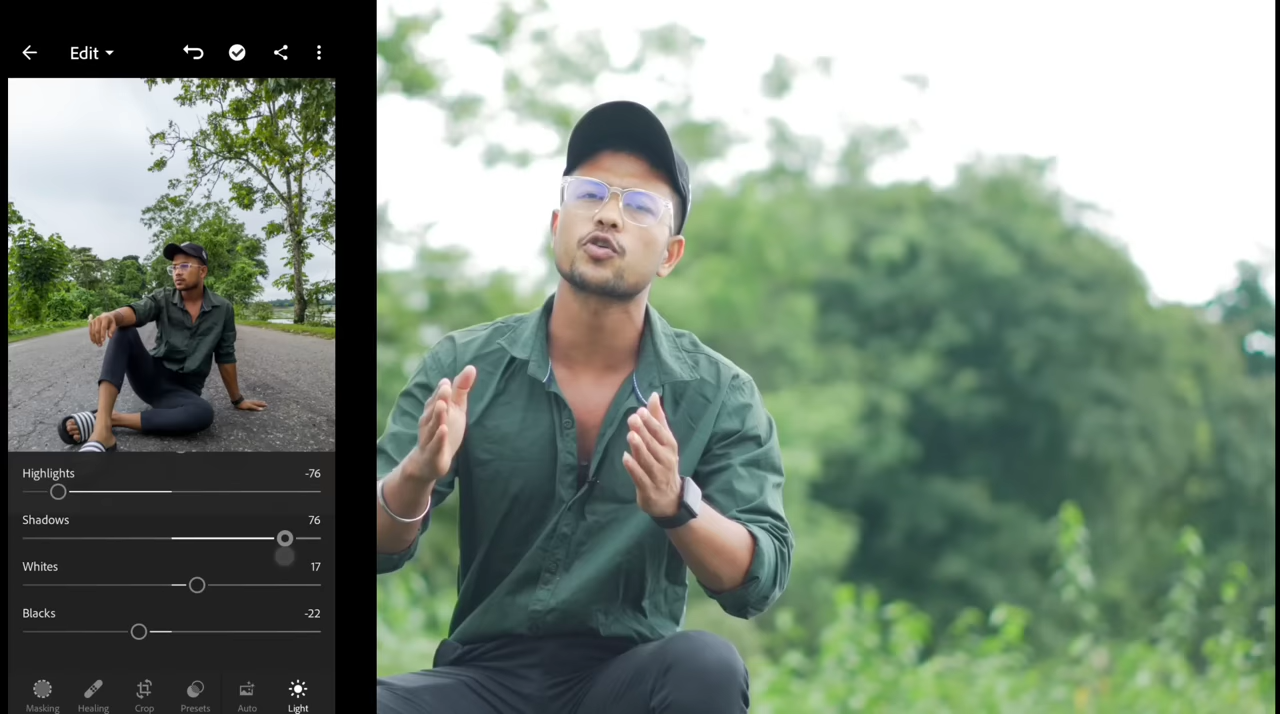 Edit
Highlights -76
Shadows 76
Whites 17
Blacks -22
Masking Healing Crop Presets Auto Light